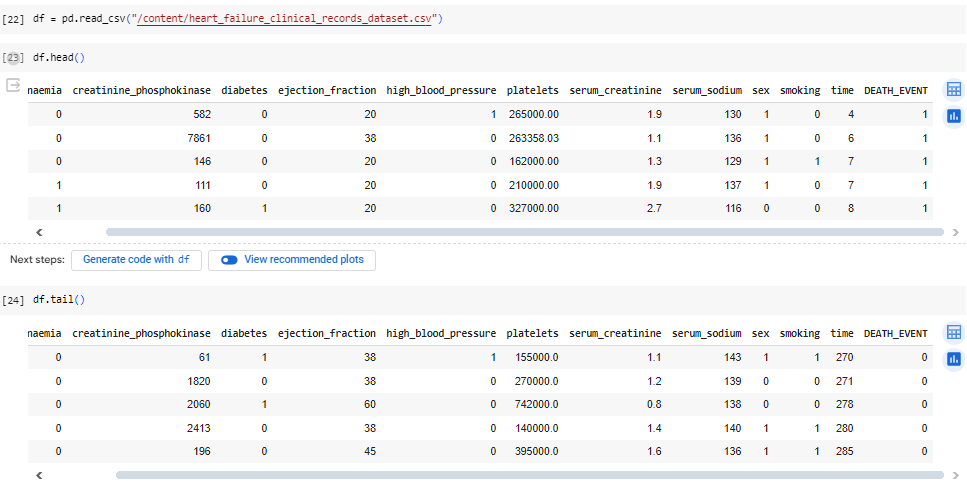 [22] df = pd.read_csv("/content/heart_failure_clinical_records_dataset.csv")
[23] df.head()
naemia creatinine_phosphokinase diabetes ejection_fraction high_blood_pressure platelets serum_creatinine serum_sodium sex smoking time DEATH_EVENT
0 582 0 20 1 265000.00 1.9 130 1 0 4 1
0 7861 0 38 0 263358.03 1.1 136 1 0 6 1
0 146 0 20 0 162000.00 1.3 129 1 1 7 1
1 111 0 20 0 210000.00 1.9 137 1 0 7 1
1 160 1 20 0 327000.00 2.7 116 0 0 8 1
Next steps: Generate code with df View recommended plots
[24] df.tail()
naemia creatinine_phosphokinase diabetes ejection_fraction high_blood_pressure platelets serum_creatinine serum_sodium sex smoking time DEATH_EVENT
0 61 1 38 1 155000.0 1.1 143 1 1 270 0
0 1820 0 38 0 270000.0 1.2 139 0 0 271 0
0 2060 1 60 0 742000.0 0.8 138 0 0 278 0
0 2413 0 38 0 140000.0 1.4 140 1 1 280 0
0 196 0 45 0 395000.0 1.6 136 1 1 285 0